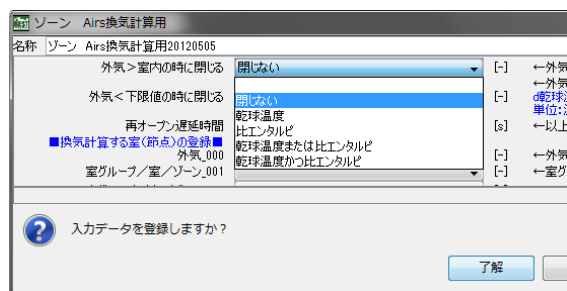 ゾーン Airs換気計算用
名称 ゾーン Airs換気計算用20120505
外気＞室内の時に閉じる 閉じない [-] ←外気
←外気
外気＜下限値の時に閉じる [-] d乾球
単位:
閉じない
乾球温度
比エンタルピ
乾球温度または比エンタルピ
乾球温度かつ比エンタルピ
再オープン遅延時間 [s] ←以上
■換気計算する室(節点)の登録■
外気_000 [-] ←外気
室グループ／室／ゾーン_001 [-] ←室グ
入力データを登録しますか？
了解